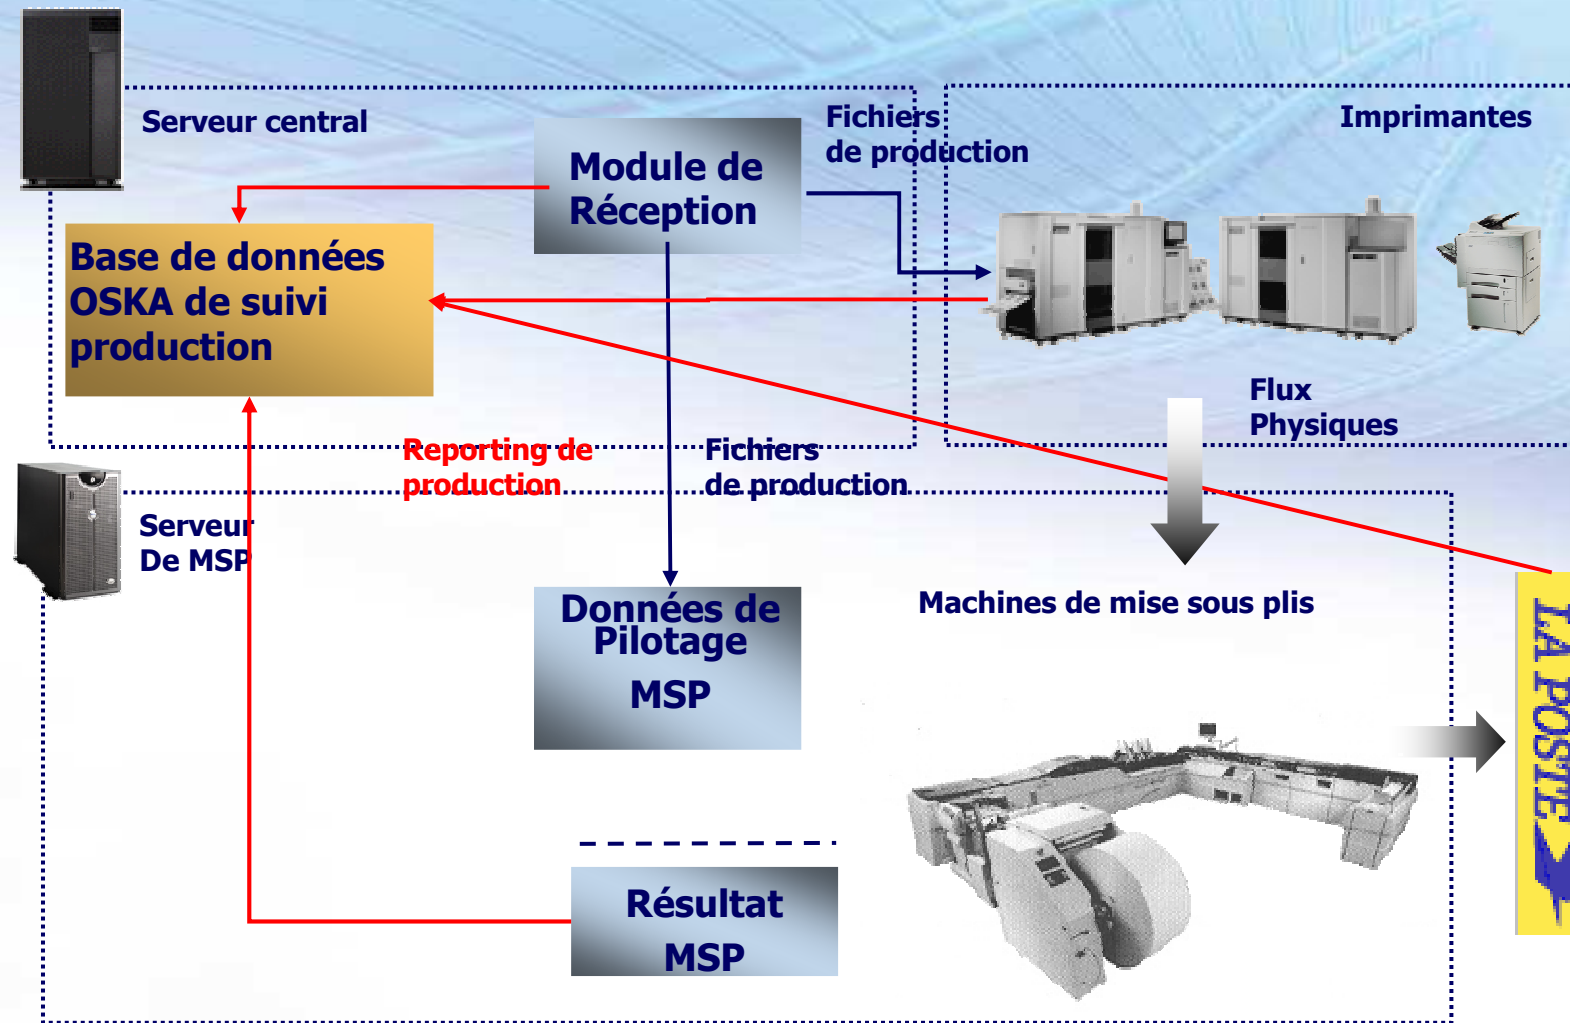 Serveur central
Fichiers
de production
Imprimantes
Module de
Réception
Base de données
OSKA de suivi
production
Flux
Physiques
Reporting de
production
Fichiers
de production
Serveur
De MSP
Données de
Pilotage
MSP
Machines de mise sous plis
LA POSTE
Résultat
MSP